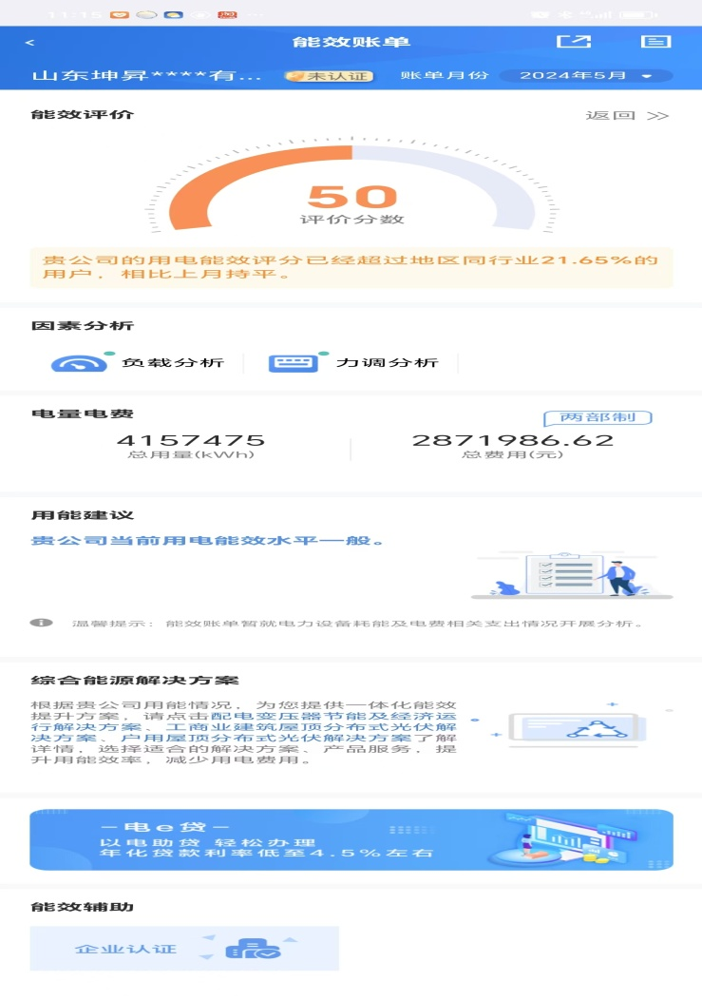 11:15
<
能效账单
山东坤昇****有...
未认证
账单月份
2024年5月
能效评价
返回 >>
50
评价分数
贵公司的用电能效评分已经超过地区同行业21.65%的
用户，相比上月持平。
因素分析
负载分析
力调分析
电量电费
两部制
4157475
2871986.62
总用量(kWh)
总费用(元)
用能建议
贵公司当前用电能效水平一般。
温馨提示：能效账单暂就电力设备耗能及电费相关支出情况开展分析。
综合能源解决方案
根据贵公司用能情况，为您提供一体化能效
提升方案，请点击配电变压器节能及经济运
行解决方案、工商业建筑屋顶分布式光伏解
决方案、户用屋顶分布式光伏解决方案了解
详情，选择适合的解决方案、产品服务，提
升用能效率，减少用电费用。
—电e贷—
以电助贷 轻松办理
年化贷款利率低至4.5%左右
能效辅助
企业认证